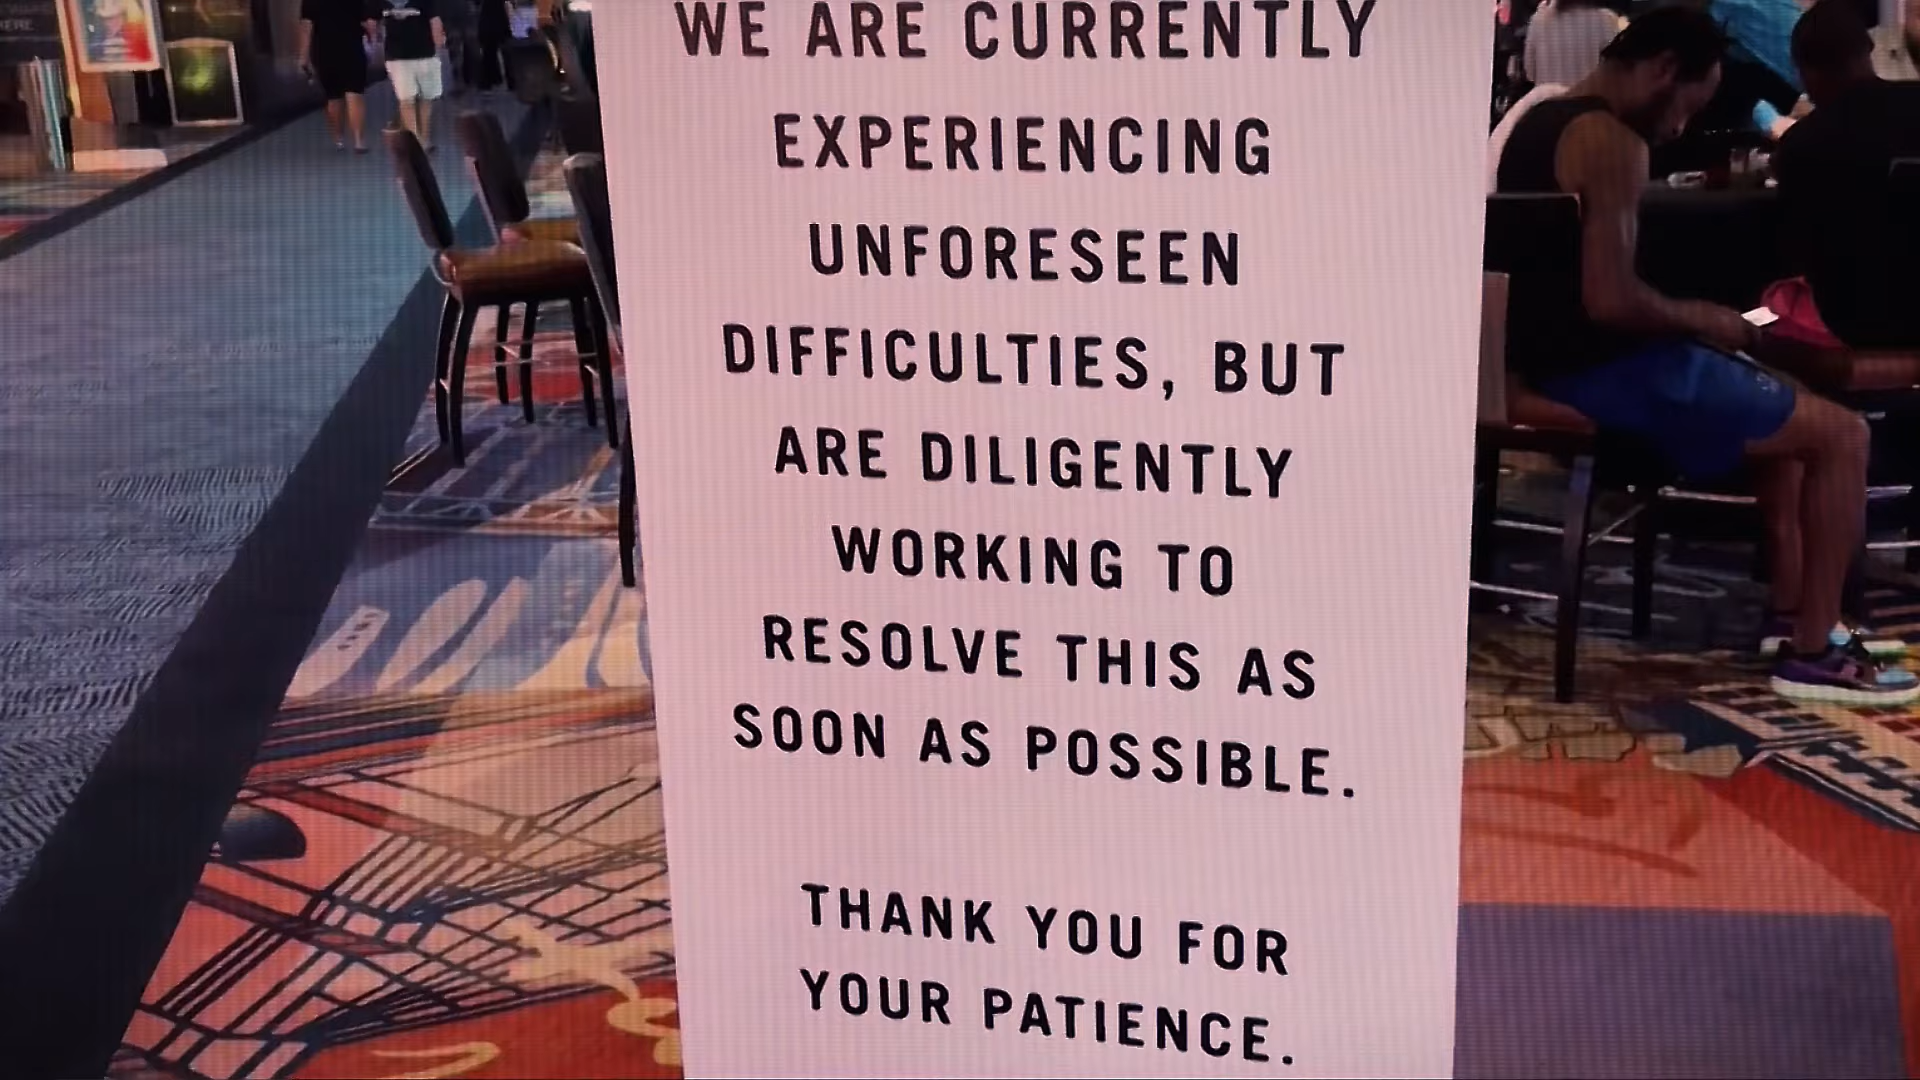 WE ARE CURRENTLY
EXPERIENCING
UNFORESEEN
DIFFICULTIES, BUT
ARE DILIGENTLY
WORKING TO
RESOLVE THIS AS
SOON AS POSSIBLE.
THANK YOU FOR
YOUR PATIENCE.